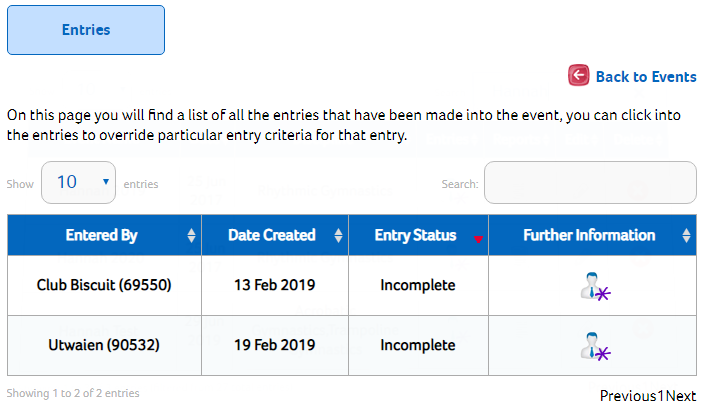 Entries
Back to Events
On this page you will find a list of all the entries that have been made into the event, you can click into
the entries to override particular entry criteria for that entry.
Show 10 entries Search:
Entered By Date Created Entry Status Further Information
Club Biscuit (69550) 13 Feb 2019 Incomplete
Utwaien (90532) 19 Feb 2019 Incomplete
Showing 1 to 2 of 2 entries Previous1Next